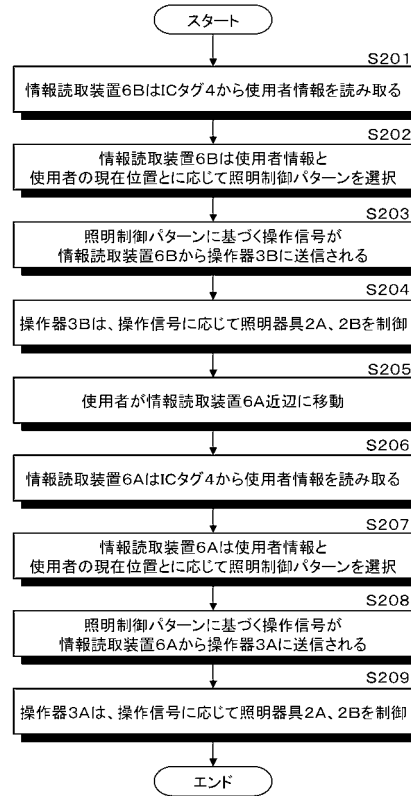 スタート
S201
情報読取装置6BはICタグ4から使用者情報を読み取る
S202
情報読取装置6Bは使用者情報と
使用者の現在位置とに応じて照明制御パターンを選択
S203
照明制御パターンに基づく操作信号が
情報読取装置6Bから操作器3Bに送信される
S204
操作器3Bは、操作信号に応じて照明器具2A、2Bを制御
S205
使用者が情報読取装置6A近辺に移動
S206
情報読取装置6AはICタグ4から使用者情報を読み取る
S207
情報読取装置6Aは使用者情報と
使用者の現在位置とに応じて照明制御パターンを選択
S208
照明制御パターンに基づく操作信号が
情報読取装置6Aから操作器3Aに送信される
S209
操作器3Aは、操作信号に応じて照明器具2A、2Bを制御
エンド